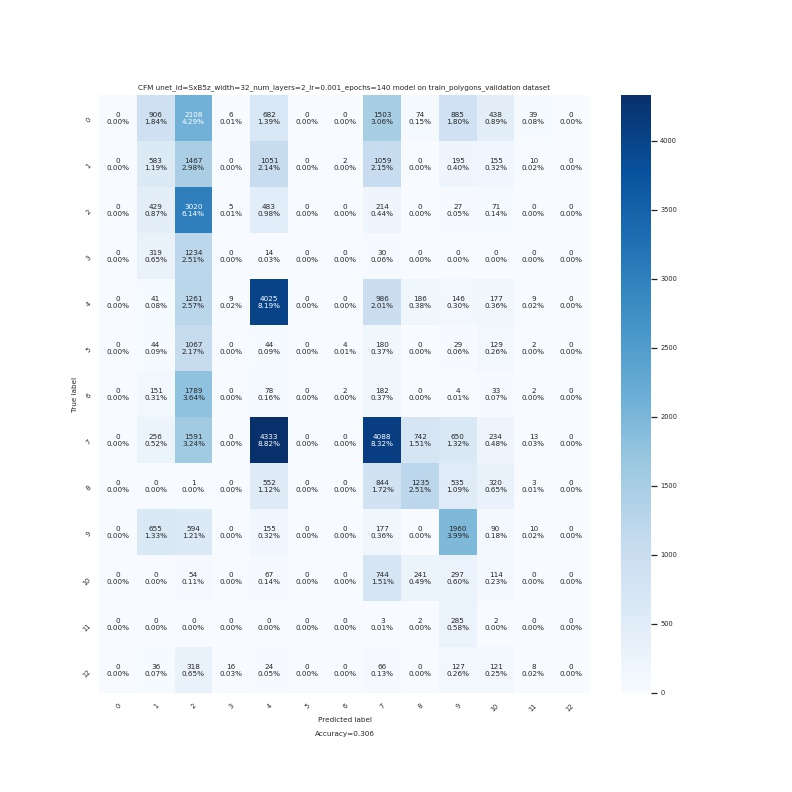 CFM unet_id=SxB5z_width=32_num_layers=2_lr=0.001_epochs=140 model on train_polygons_validation dataset
0 0 906 2108 6 682 0 0 1503 74 885 438 39 0
0.00% 1.84% 4.29% 0.01% 1.39% 0.00% 0.00% 3.06% 0.15% 1.80% 0.89% 0.08% 0.00%
1 0 583 1467 0 1051 0 2 1059 0 195 155 10 0
0.00% 1.19% 2.98% 0.00% 2.14% 0.00% 0.00% 2.15% 0.00% 0.40% 0.32% 0.02% 0.00%
2 0 429 3020 5 483 0 0 214 0 27 71 0 0
0.00% 0.87% 6.14% 0.01% 0.98% 0.00% 0.00% 0.44% 0.00% 0.05% 0.14% 0.00% 0.00%
3 0 319 1234 0 14 0 0 30 0 0 0 0 0
0.00% 0.65% 2.51% 0.00% 0.03% 0.00% 0.00% 0.06% 0.00% 0.00% 0.00% 0.00% 0.00%
4 0 41 1261 9 4025 0 0 986 186 146 177 9 0
0.00% 0.08% 2.57% 0.02% 8.19% 0.00% 0.00% 2.01% 0.38% 0.30% 0.36% 0.02% 0.00%
5 0 44 1067 0 44 0 4 180 0 29 129 2 0
0.00% 0.09% 2.17% 0.00% 0.09% 0.00% 0.01% 0.37% 0.00% 0.06% 0.26% 0.00% 0.00%
6 0 151 1789 0 78 0 2 182 0 4 33 2 0
0.00% 0.31% 3.64% 0.00% 0.16% 0.00% 0.00% 0.37% 0.00% 0.01% 0.07% 0.00% 0.00%
7 0 256 1591 0 4333 0 0 4088 742 650 234 13 0
0.00% 0.52% 3.24% 0.00% 8.82% 0.00% 0.00% 8.32% 1.51% 1.32% 0.48% 0.03% 0.00%
8 0 0 1 0 552 0 0 844 1235 535 320 3 0
0.00% 0.00% 0.00% 0.00% 1.12% 0.00% 0.00% 1.72% 2.51% 1.09% 0.65% 0.01% 0.00%
9 0 655 594 0 155 0 0 177 0 1960 90 10 0
0.00% 1.33% 1.21% 0.00% 0.32% 0.00% 0.00% 0.36% 0.00% 3.99% 0.18% 0.02% 0.00%
10 0 0 54 0 67 0 0 744 241 297 114 0 0
0.00% 0.00% 0.11% 0.00% 0.14% 0.00% 0.00% 1.51% 0.49% 0.60% 0.23% 0.00% 0.00%
11 0 0 0 0 0 0 0 3 2 285 2 0 0
0.00% 0.00% 0.00% 0.00% 0.00% 0.00% 0.00% 0.01% 0.00% 0.58% 0.00% 0.00% 0.00%
12 0 36 318 16 24 0 0 66 0 127 121 8 0
0.00% 0.07% 0.65% 0.03% 0.05% 0.00% 0.00% 0.13% 0.00% 0.26% 0.25% 0.02% 0.00%
True label
0 1 2 3 4 5 6 7 8 9 10 11 12
Predicted label
Accuracy=0.306
4000
3500
3000
2500
2000
1500
1000
500
0